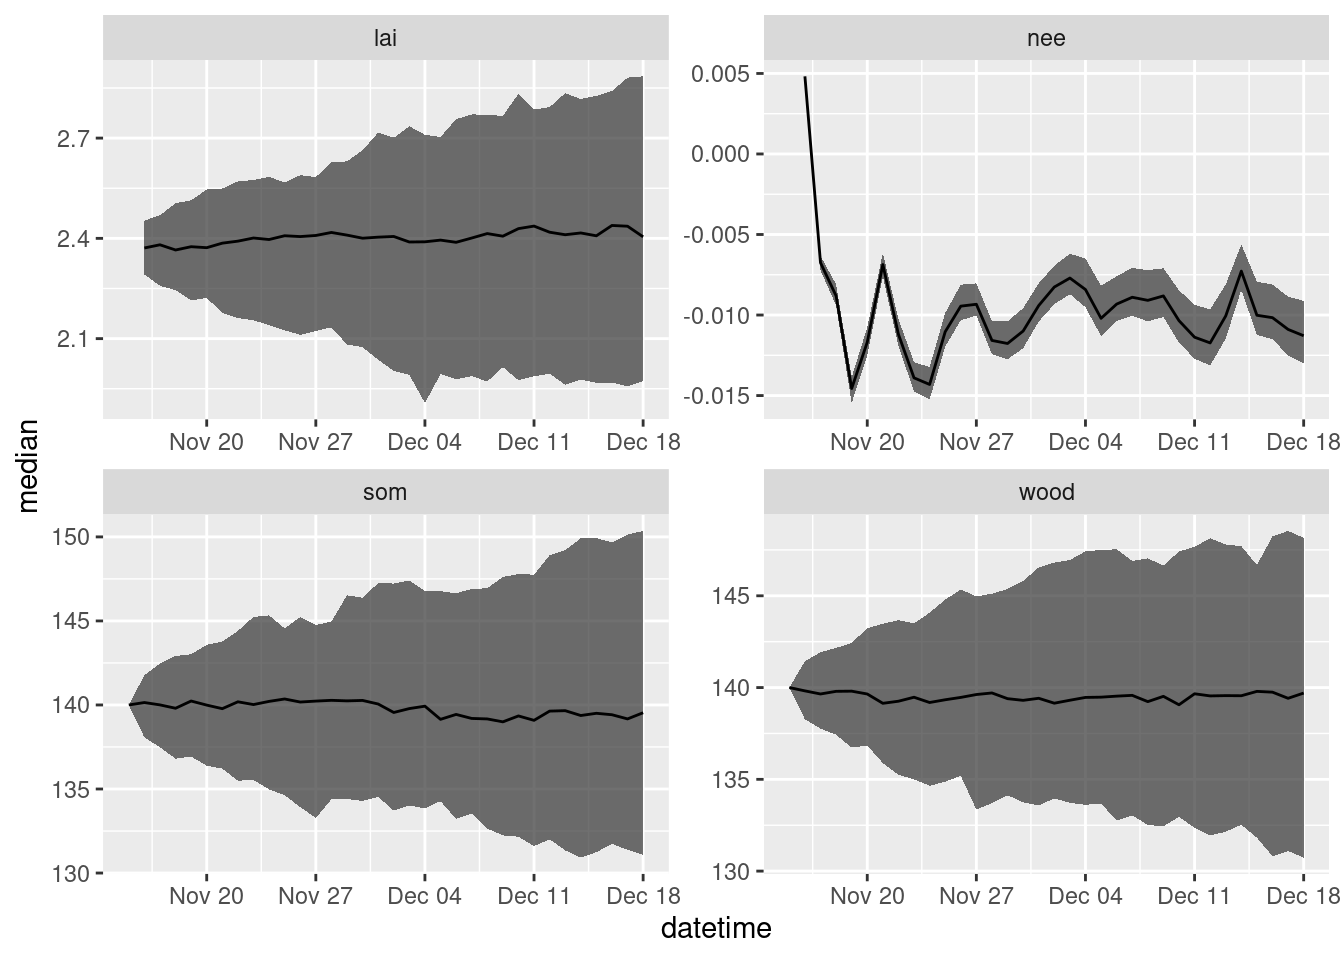 lai
nee
2.7
2.4
2.1
0.005
0.000
-0.005
-0.010
-0.015
Nov 20 Nov 27 Dec 04 Dec 11 Dec 18
Nov 20 Nov 27 Dec 04 Dec 11 Dec 18
median
som
wood
150
145
140
135
130
145
140
135
130
Nov 20 Nov 27 Dec 04 Dec 11 Dec 18
Nov 20 Nov 27 Dec 04 Dec 11 Dec 18
datetime